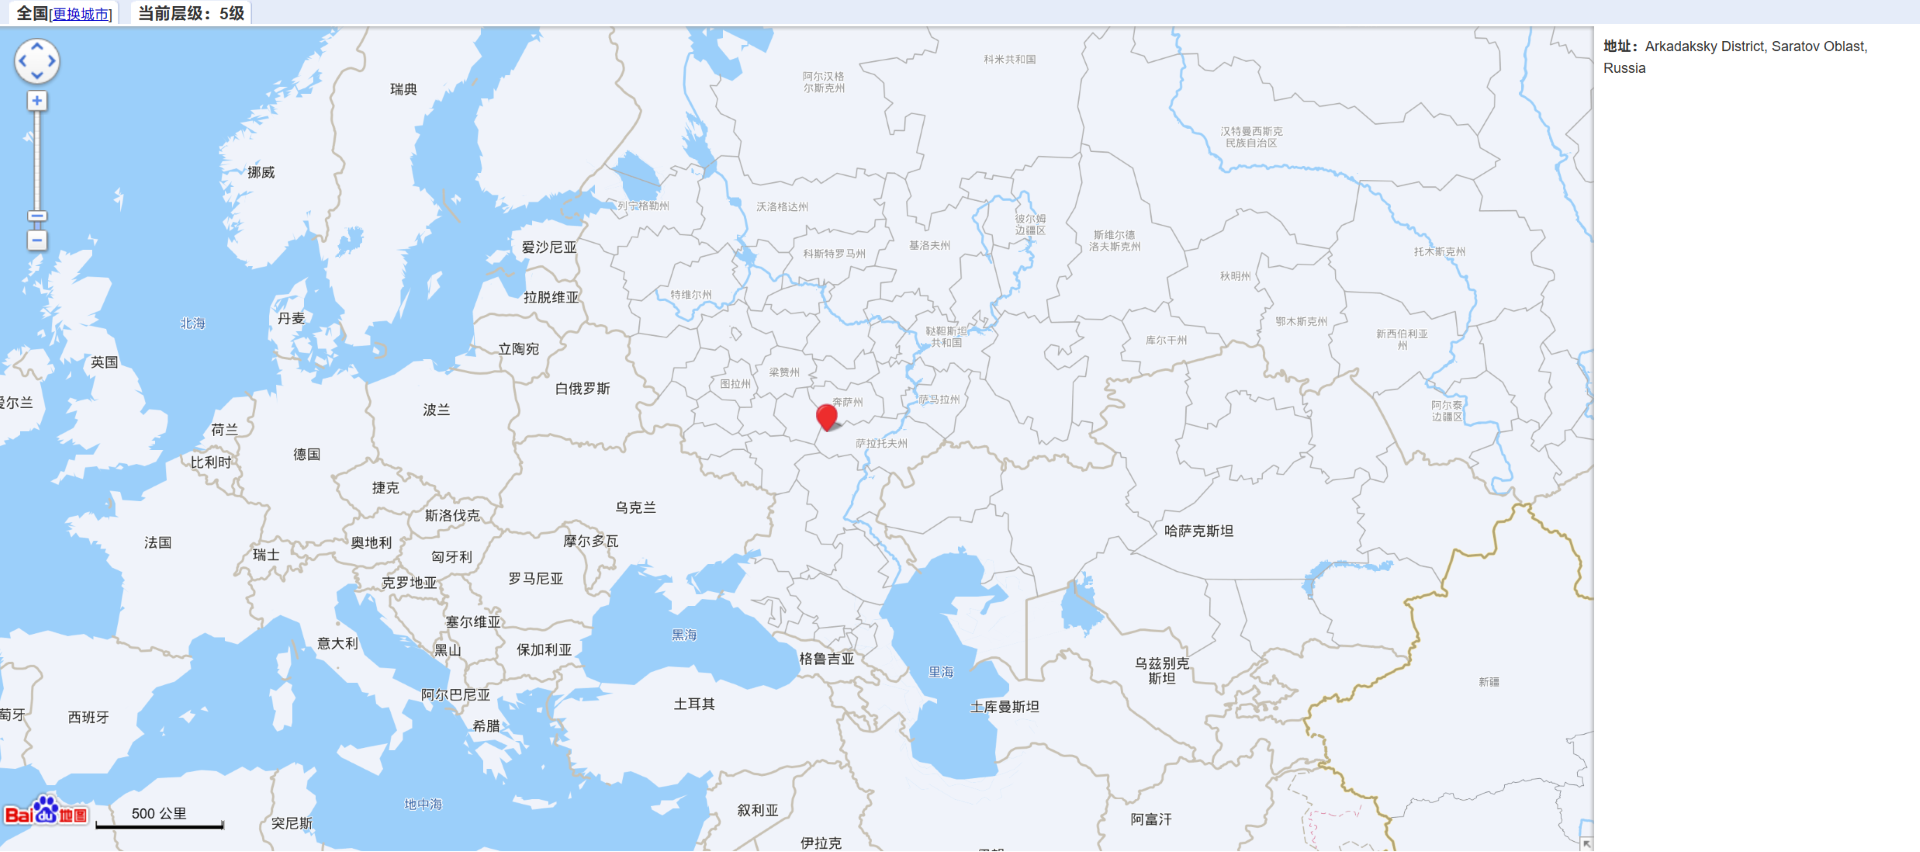 全国[更换城市]
当前层级：5级
地址：Arkadaksky District, Saratov Oblast,
Russia
科米共和国
阿尔汉格
尔斯克州
瑞典
汉特曼西斯克
民族自治区
挪威
列宁格勒州
沃洛格达州
彼尔姆
边疆区
斯维尔德
洛夫斯克州
基洛夫州
爱沙尼亚
科斯特罗马州
托木斯克州
秋明州
特维尔州
拉脱维亚
丹麦
北海
鄂木斯克州
鞑靼斯坦
共和国
新西伯利亚
州
库尔干州
立陶宛
英国
梁赞州
图拉州
白俄罗斯
爱尔兰
奔萨州
萨马拉州
阿尔泰
边疆区
波兰
荷兰
萨拉托夫州
德国
比利时
捷克
乌克兰
斯洛伐克
哈萨克斯坦
法国
奥地利
摩尔多瓦
瑞士
匈牙利
克罗地亚
罗马尼亚
塞尔维亚
黑海
意大利
黑山
保加利亚
格鲁吉亚
乌兹别克
斯坦
里海
新疆
阿尔巴尼亚
土耳其
土库曼斯坦
萄牙
西班牙
希腊
地中海
叙利亚
Bai du 地图
500 公里
突尼斯
阿富汗
伊拉克